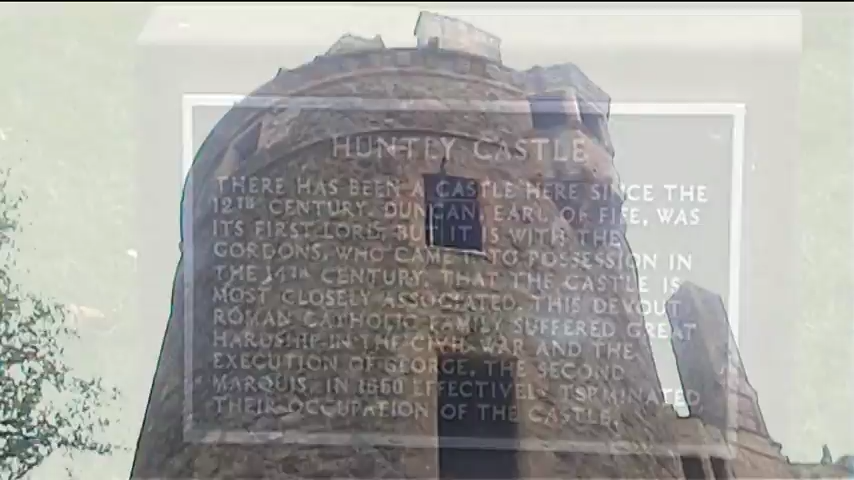 HUNTLY CASTLE
THERE HAS BEEN A CASTLE HERE SINCE THE
12TH CENTURY. DUNCAN, EARL OF FIFE, WAS
ITS FIRST LORD, BUT IT IS WITH THE
GORDONS, WHO CAME INTO POSSESSION IN
THE 14TH CENTURY, THAT THE CASTLE IS
MOST CLOSELY ASSOCIATED. THIS DEVOUT
ROMAN CATHOLIC FAMILY SUFFERED GREAT
HARDSHIP IN THE CIVIL WAR AND THE
EXECUTION OF GEORGE, THE SECOND
MARQUIS, IN 1660 EFFECTIVELY TERMINATED
THEIR OCCUPATION OF THE CASTLE.